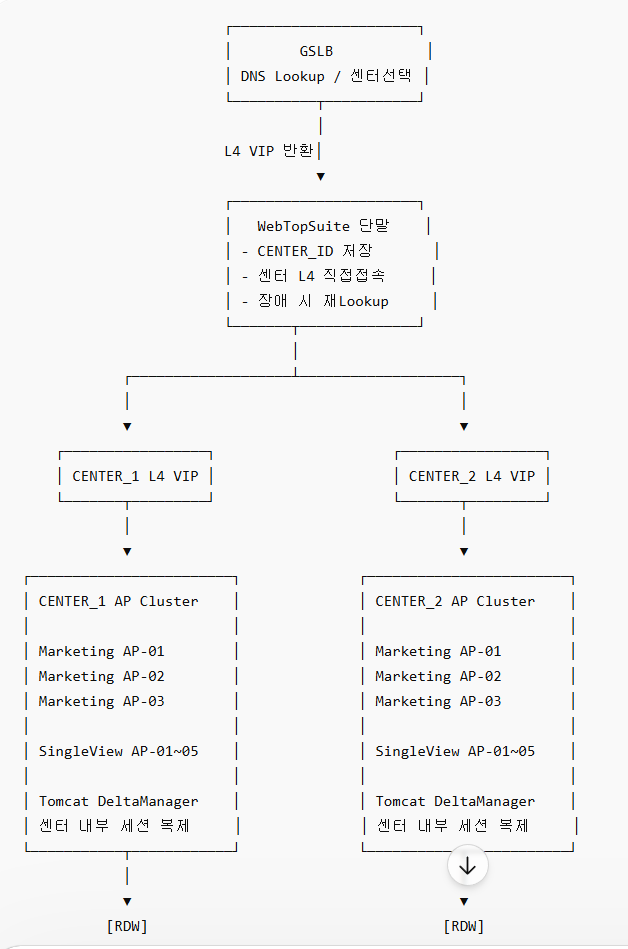 GSLB
DNS Lookup / 센터선택
L4 VIP 반환
WebTopSuite 단말
- CENTER_ID 저장
- 센터 L4 직접접속
- 장애 시 재Lookup
CENTER_1 L4 VIP
CENTER_2 L4 VIP
CENTER_1 AP Cluster
Marketing AP-01
Marketing AP-02
Marketing AP-03
SingleView AP-01~05
Tomcat DeltaManager
센터 내부 세션 복제
[RDW]
CENTER_2 AP Cluster
Marketing AP-01
Marketing AP-02
Marketing AP-03
SingleView AP-01~05
Tomcat DeltaManager
센터 내부 세션 복제
[RDW]